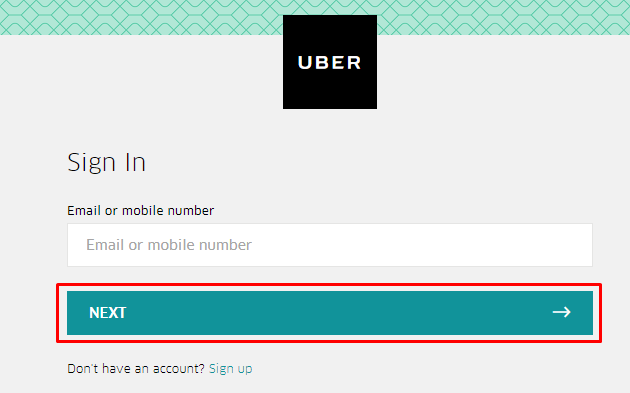 UBER
Sign In
Email or mobile number
Email or mobile number
NEXT
Don't have an account? Sign up